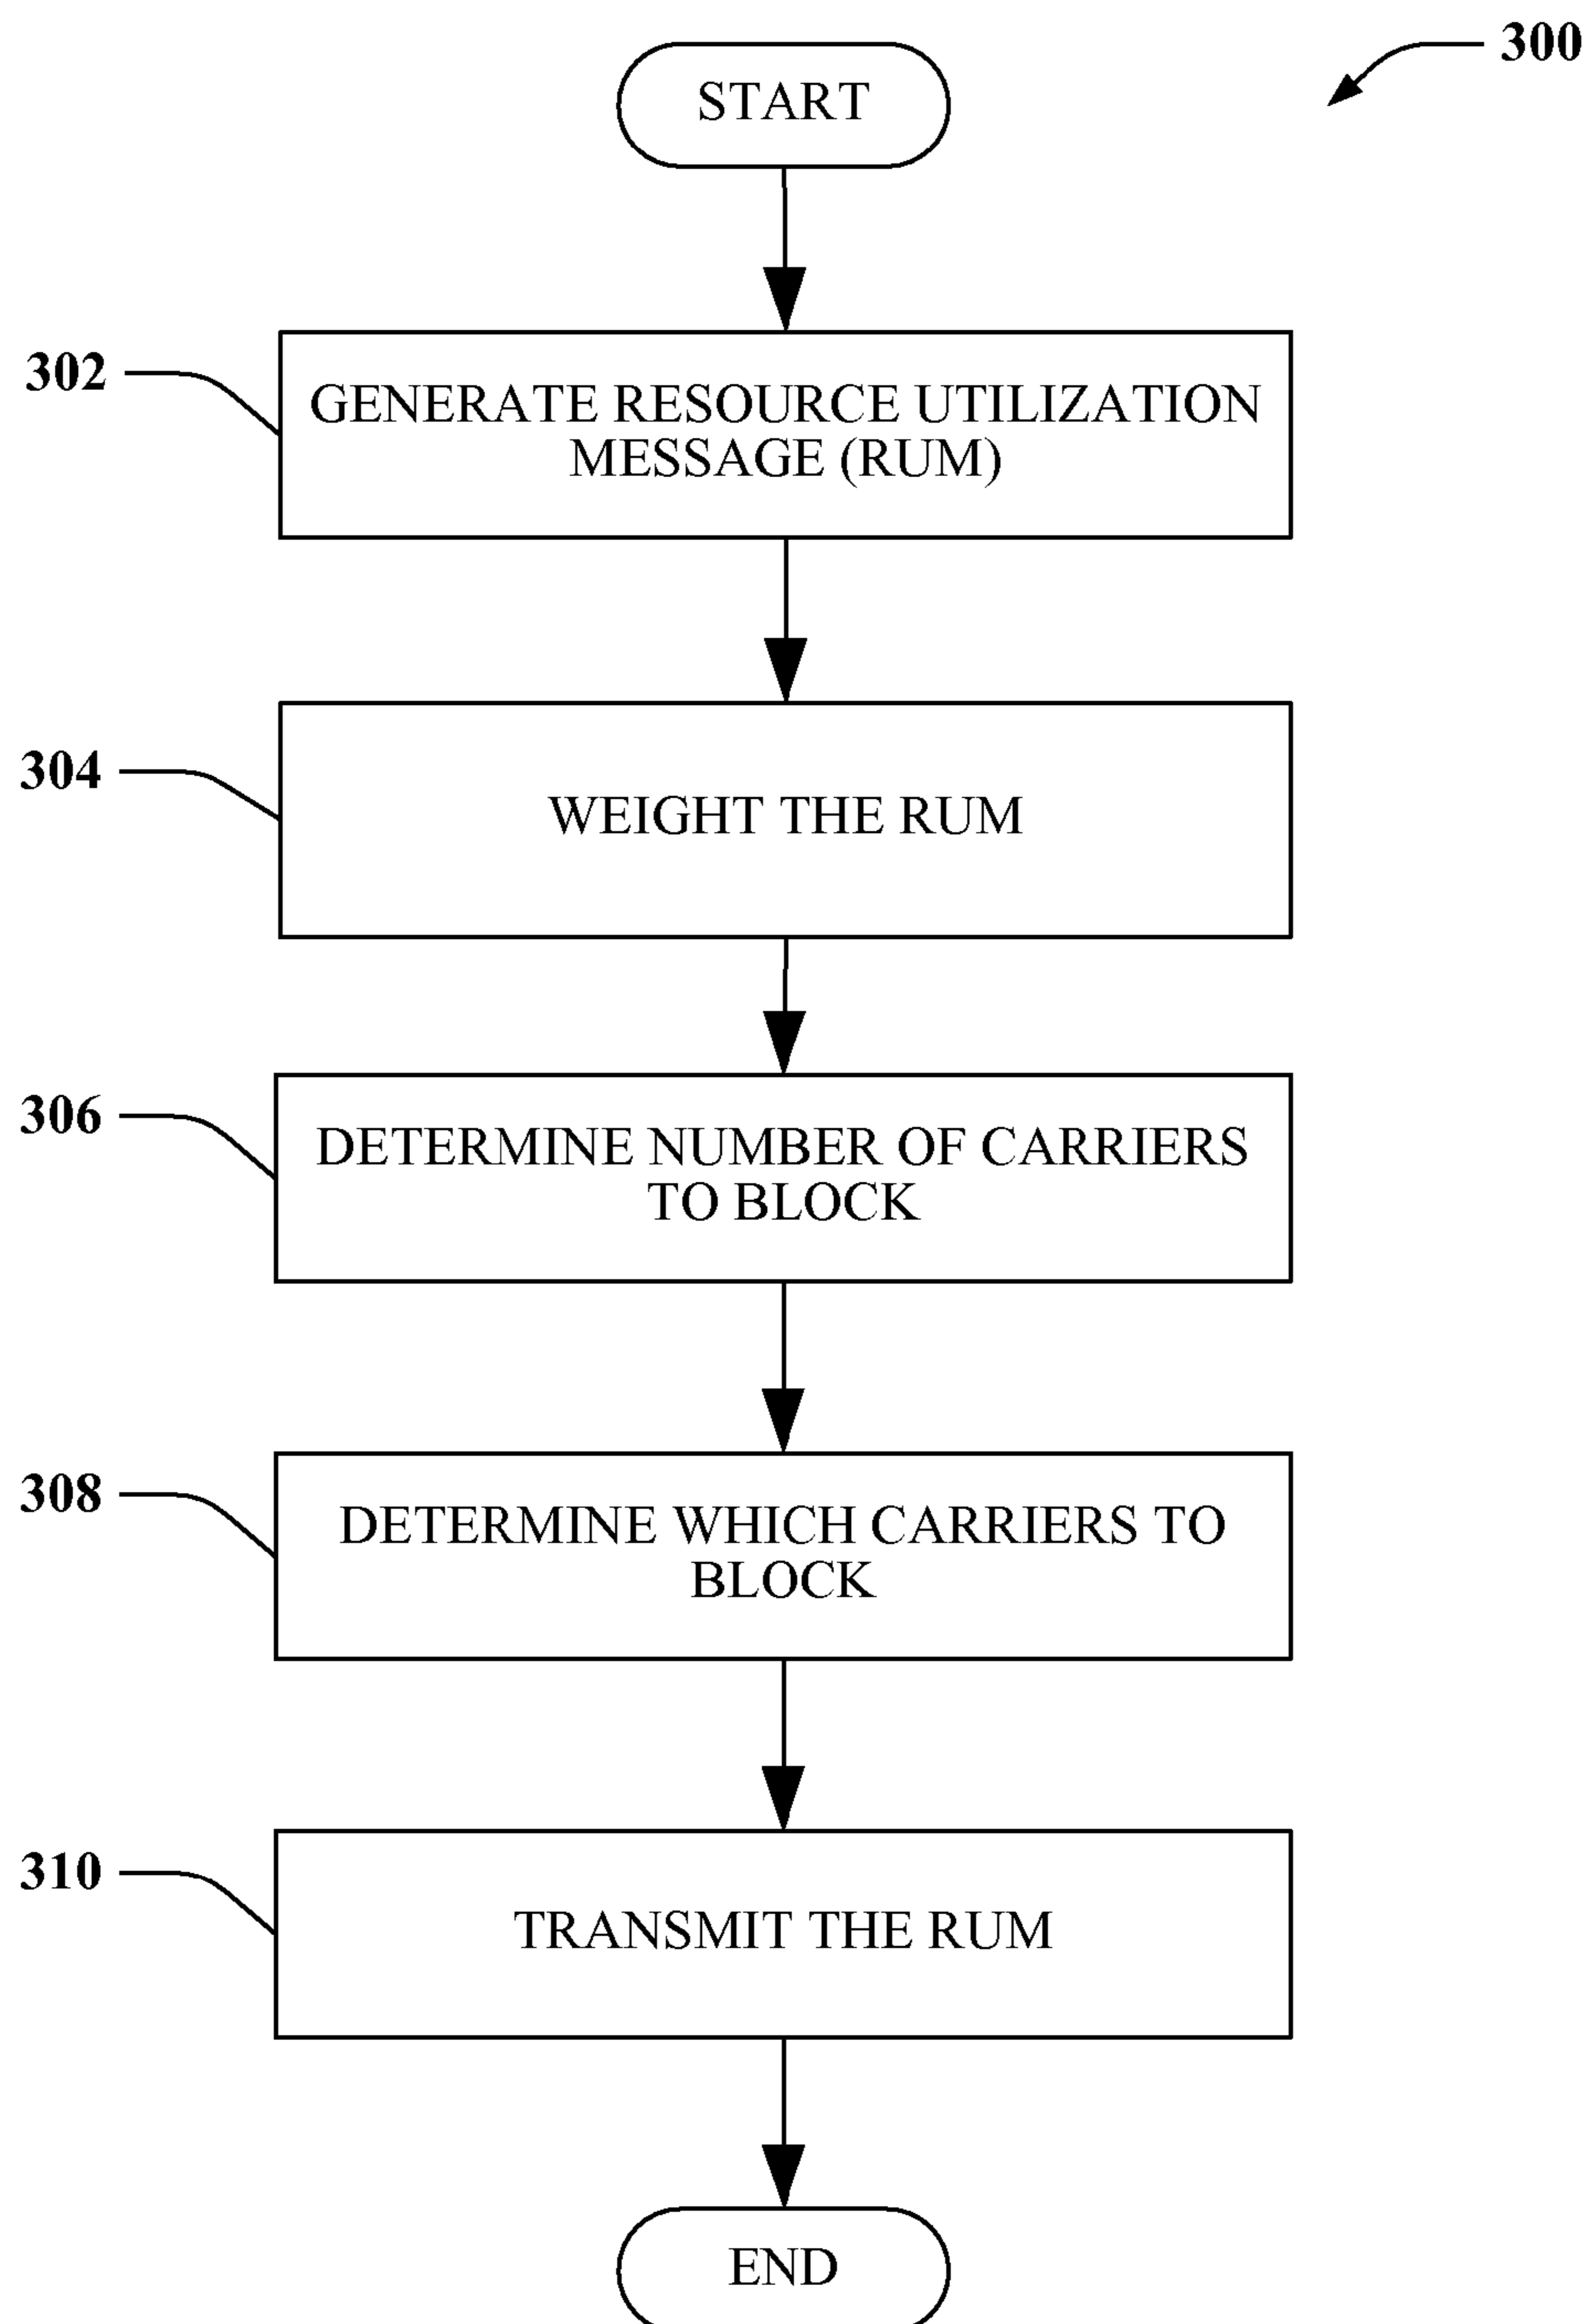 300
START
302
GENERATE RESOURCE UTILIZATION
MESSAGE (RUM)
304
WEIGHT THE RUM
306
DETERMINE NUMBER OF CARRIERS
TO BLOCK
308
DETERMINE WHICH CARRIERS TO
BLOCK
310
TRANSMIT THE RUM
END